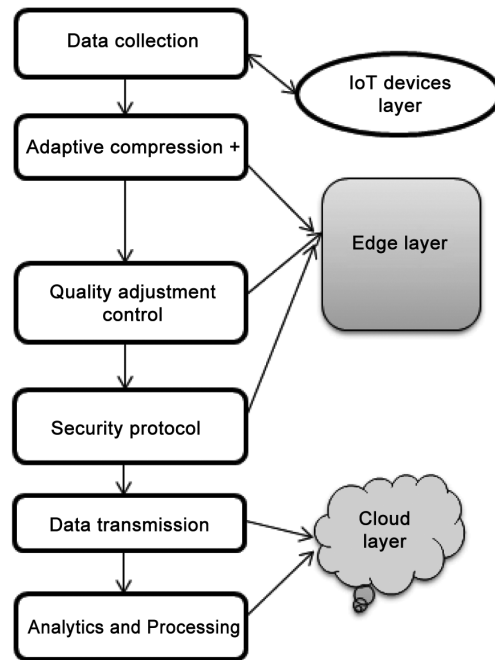 Data collection
IoT devices
layer
Adaptive compression +
Edge layer
Quality adjustment
control
Security protocol
Data transmission
Cloud
layer
Analytics and Processing